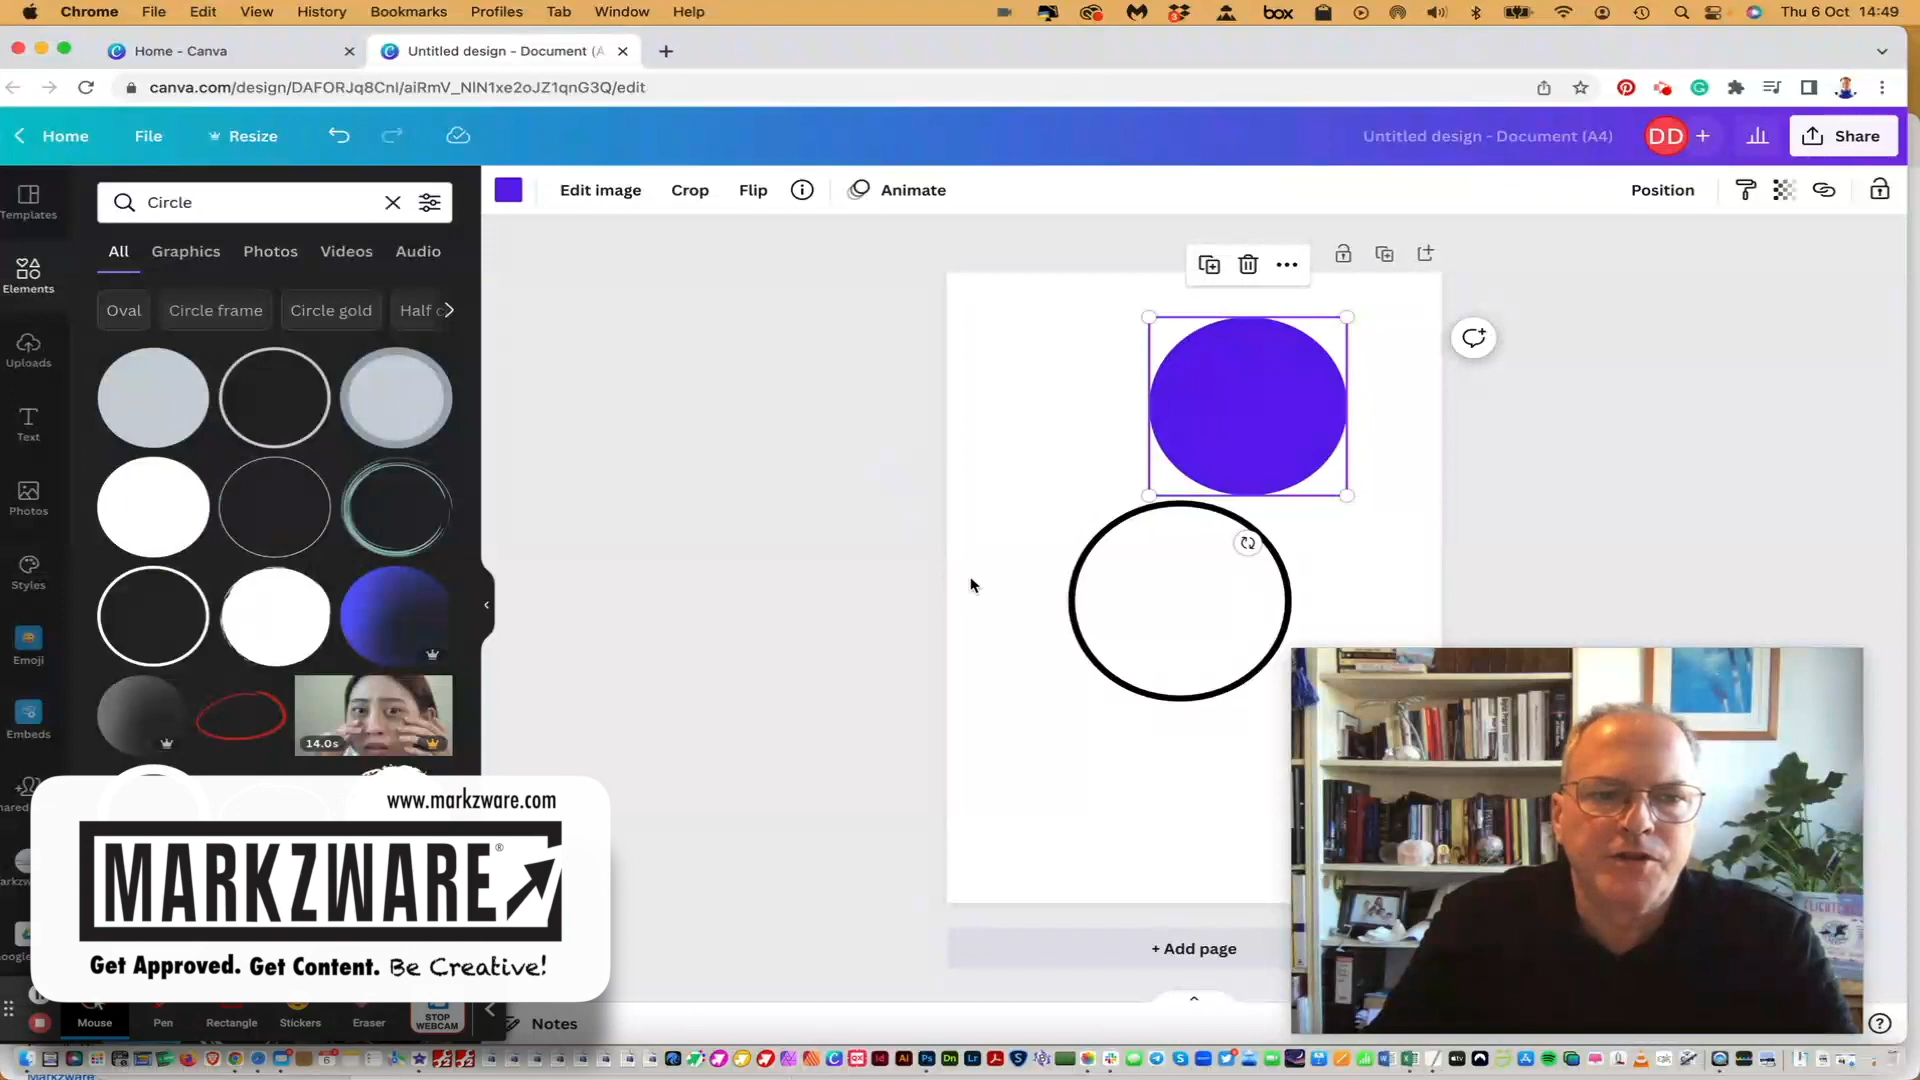 Chrome File Edit View History Bookmarks Profiles Tab Window Help box Thu 6 Oct 14:49
Home - Canva Untitled design - Document (A
canva.com/design/DAFORJq8CnI/aiRmV_NlN1xe2oJZ1qnG3Q/edit
Home File Resize Untitled design - Document (A4) DD + Share
Circle
Edit image Crop Flip Animate Position
Templates
All Graphics Photos Videos Audio
Elements
Oval Circle frame Circle gold Half c
Uploads
Text
Photos
Styles
Emoji
Embeds
14.0s
www.markzware.com
MARKZWARE®
Get Approved. Get Content. Be Creative!
+ Add page
Mouse Pen Rectangle Stickers Eraser STOP WEBCAM
Notes
Markzware